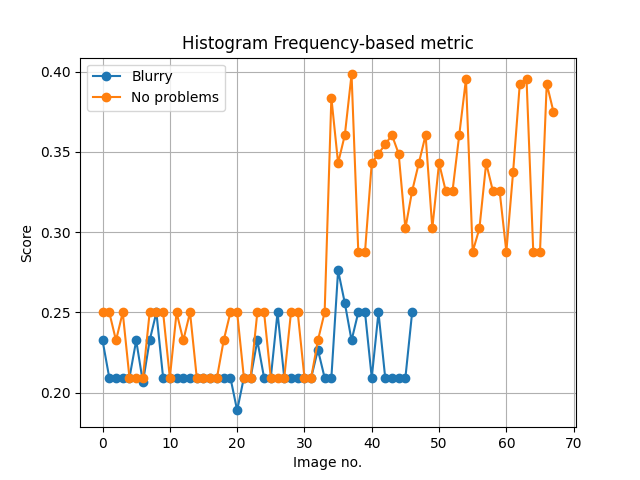 Histogram Frequency-based metric
Blurry
No problems
Score
0.40
0.35
0.30
0.25
0.20
0 10 20 30 40 50 60 70
Image no.